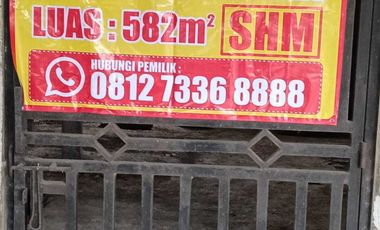 LUAS : 582m² SHM
HUBUNGI PEMILIK :
0812 7336 8888